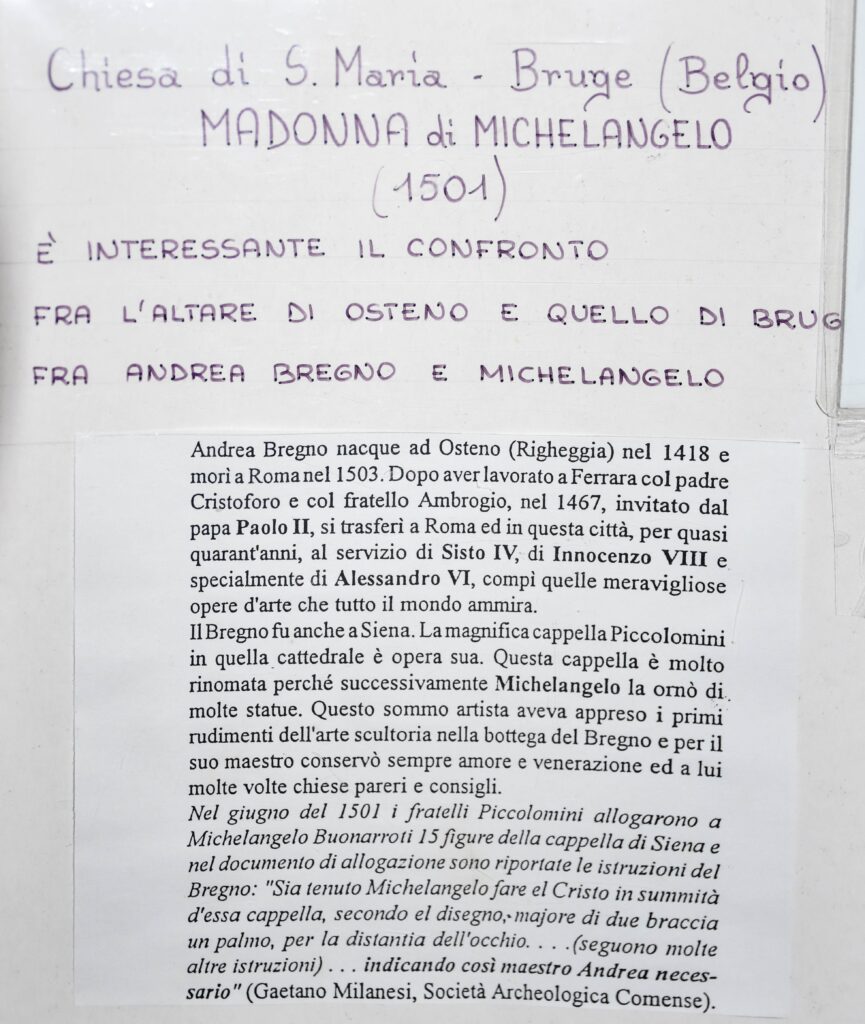 Chiesa di S. Maria - Bruge (Belgio)
MADONNA di MICHELANGELO
(1501)
È INTERESSANTE IL CONFRONTO
FRA L'ALTARE DI OSTENO E QUELLO DI BRUG
FRA ANDREA BREGNO E MICHELANGELO
Andrea Bregno nacque ad Osteno (Righeggia) nel 1418 e
morì a Roma nel 1503. Dopo aver lavorato a Ferrara col padre
Cristoforo e col fratello Ambrogio, nel 1467, invitato dal
papa Paolo II, si trasferì a Roma ed in questa città, per quasi
quarant'anni, al servizio di Sisto IV, di Innocenzo VIII e
specialmente di Alessandro VI, compì quelle meravigliose
opere d'arte che tutto il mondo ammira.
Il Bregno fu anche a Siena. La magnifica cappella Piccolomini
in quella cattedrale è opera sua. Questa cappella è molto
rinomata perché successivamente Michelangelo la ornò di
molte statue. Questo sommo artista aveva appreso i primi
rudimenti dell'arte scultoria nella bottega del Bregno e per il
suo maestro conservò sempre amore e venerazione ed a lui
molte volte chiese pareri e consigli.
Nel giugno del 1501 i fratelli Piccolomini allogarono a
Michelangelo Buonarroti 15 figure della cappella di Siena e
nel documento di allogazione sono riportate le istruzioni del
Bregno: "Sia tenuto Michelangelo fare el Cristo in summità
d'essa cappella, secondo el disegno, majore di due braccia
un palmo, per la distantia dell'occhio. . . . (seguono molte
altre istruzioni) . . . indicando così maestro Andrea neces-
sario" (Gaetano Milanesi, Società Archeologica Comense).